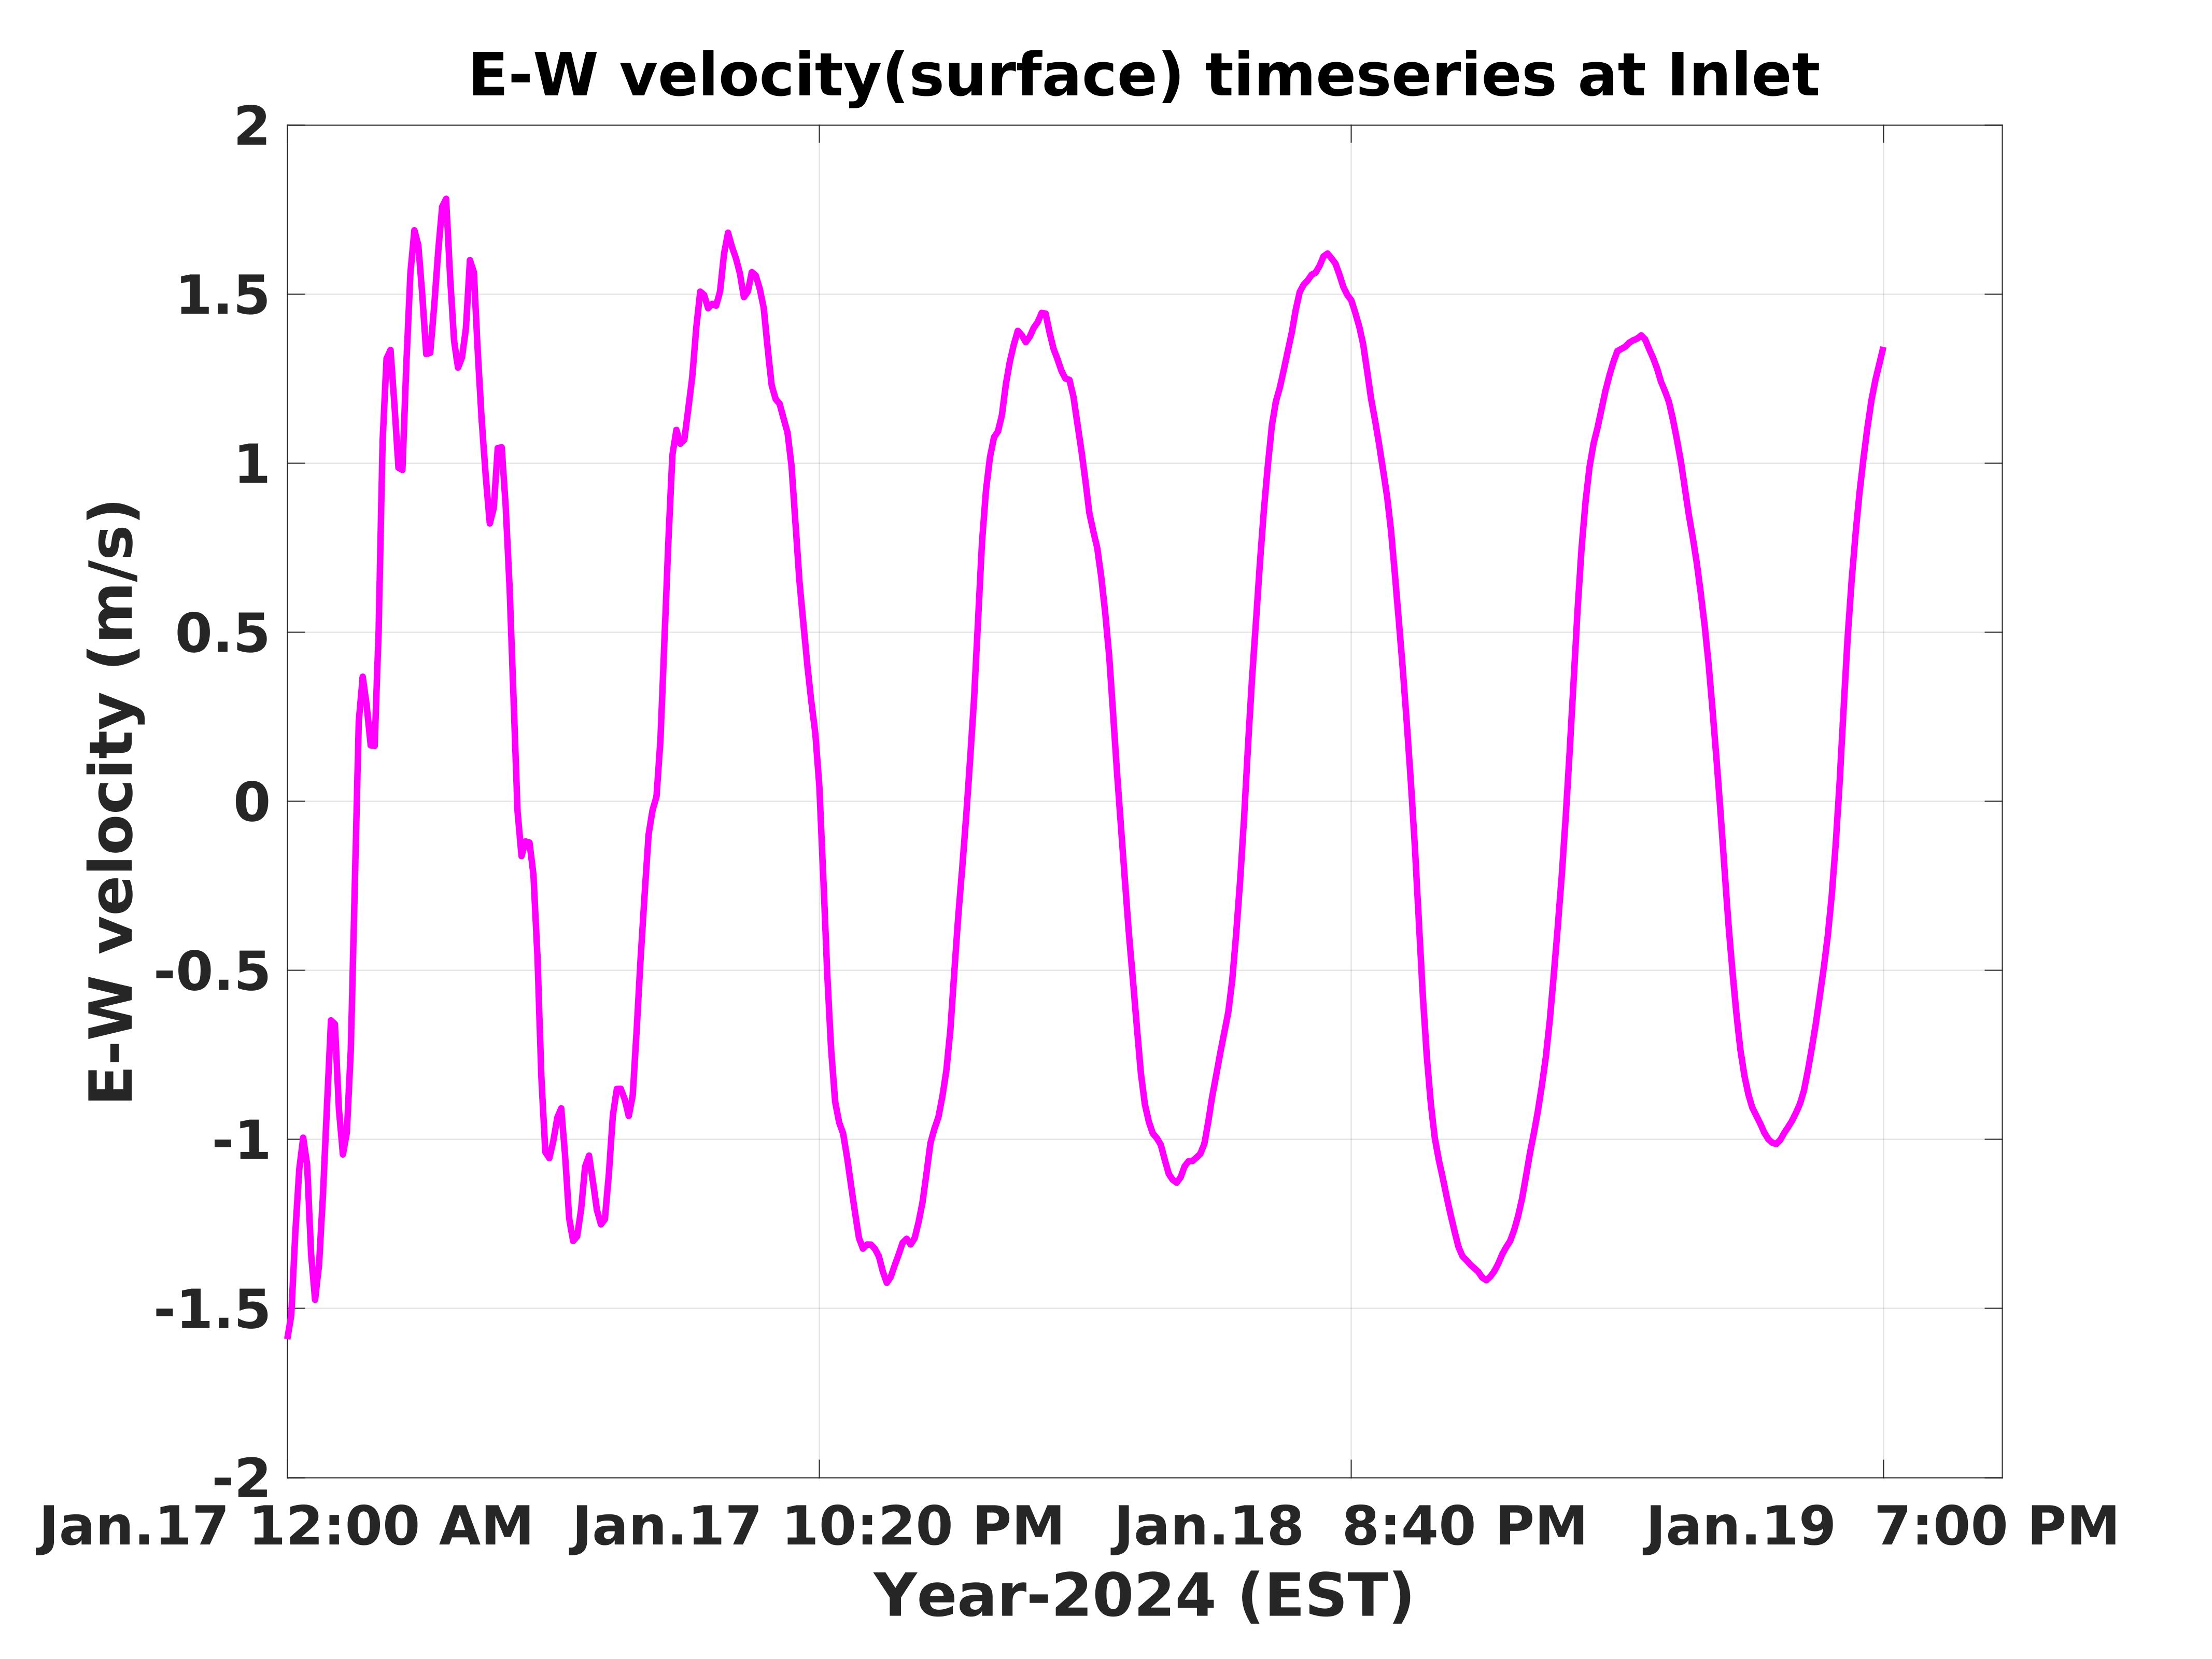 E-W velocity(surface) timeseries at Inlet
2
1.5
1
0.5
0
-0.5
-1
-1.5
-2
E-W velocity (m/s)
Jan.17 12:00 AM Jan.17 10:20 PM Jan.18 8:40 PM Jan.19 7:00 PM
Year-2024 (EST)